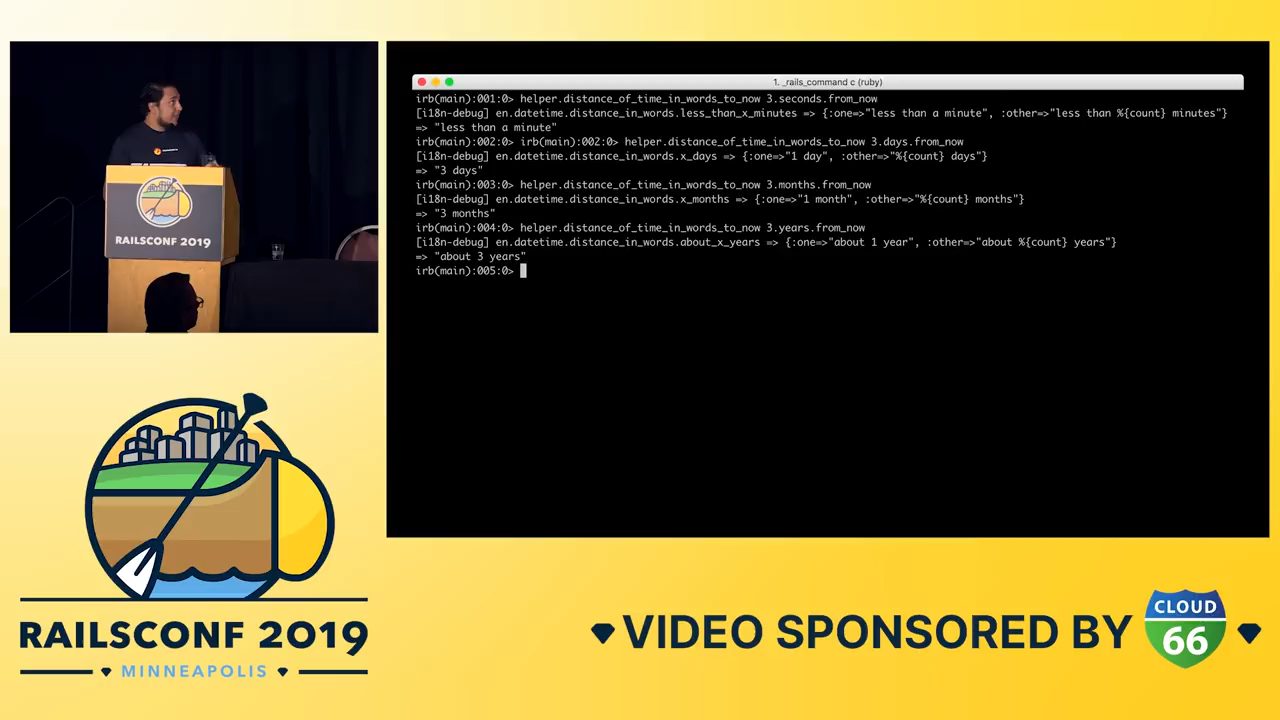 1. _rails_command c (ruby)
irb(main):001:0> helper.distance_of_time_in_words_to_now 3.seconds.from_now
[i18n-debug] en.datetime.distance_in_words.less_than_x_minutes => {:one=>"less than a minute", :other=>"less than %{count} minutes"}
=> "less than a minute"
irb(main):002:0> irb(main):002:0> helper.distance_of_time_in_words_to_now 3.days.from_now
[i18n-debug] en.datetime.distance_in_words.x_days => {:one=>"1 day", :other=>"%{count} days"}
=> "3 days"
irb(main):003:0> helper.distance_of_time_in_words_to_now 3.months.from_now
[i18n-debug] en.datetime.distance_in_words.x_months => {:one=>"1 month", :other=>"%{count} months"}
=> "3 months"
irb(main):004:0> helper.distance_of_time_in_words_to_now 3.years.from_now
[i18n-debug] en.datetime.distance_in_words.about_x_years => {:one=>"about 1 year", :other=>"about %{count} years"}
=> "about 3 years"
irb(main):005:0>
RAILSCONF 2019
RAILSCONF 2019
MINNEAPOLIS
VIDEO SPONSORED BY
CLOUD
66